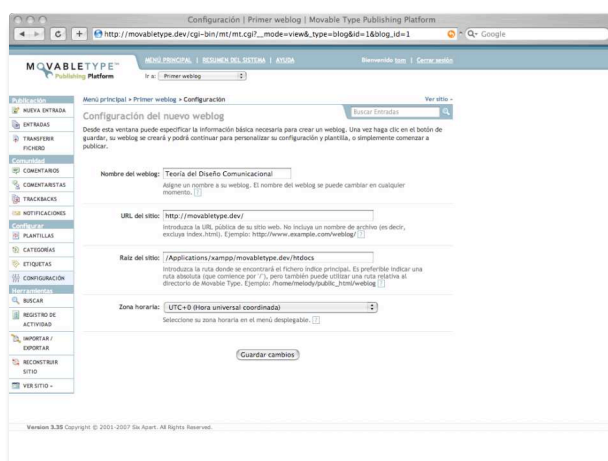 Configuración | Primer weblog | Movable Type Publishing Platform
http://movabletype.dev/cgi-bin/mt/mt.cgi?__mode=view&_type=blog&id=1&blog_id=1
Google
MOVABLETYPE™
Publishing Platform
MENÚ PRINCIPAL | RESUMEN DEL SISTEMA | AYUDA
Bienvenido tom | Cerrar sesión
Ir a: Primer weblog
Publicación
NUEVA ENTRADA
ENTRADAS
TRANSFERIR
FICHERO
Comunidad
COMENTARIOS
COMENTARISTAS
TRACKBACKS
NOTIFICACIONES
Configurar
PLANTILLAS
CATEGORÍAS
ETIQUETAS
CONFIGURACIÓN
Herramientas
BUSCAR
REGISTRO DE
ACTIVIDAD
IMPORTAR /
EXPORTAR
RECONSTRUIR
SITIO
VER SITIO
Menú principal > Primer weblog > Configuración
Ver sitio
Configuración del nuevo weblog
Buscar Entradas
Desde esta ventana puede especificar la información básica necesaria para crear un weblog. Una vez haga clic en el botón de
guardar, su weblog se creará y podrá continuar para personalizar su configuración y plantilla, o simplemente comenzar a
publicar.
Nombre del weblog: Teoría del Diseño Comunicacional
Asigne un nombre a su weblog. El nombre del weblog se puede cambiar en cualquier
momento. ?
URL del sitio: http://movabletype.dev/
Introduzca la URL pública de su sitio web. No incluya un nombre de archivo (es decir,
excluya index.html). Ejemplo: http://www.example.com/weblog/ ?
Raíz del sitio: /Applications/xampp/movabletype.dev/htdocs
Introduzca la ruta donde se encontrará el fichero índice principal. Es preferible indicar una
ruta absoluta (que comience por '/'), pero también puede utilizar una ruta relativa al
directorio de Movable Type. Ejemplo: /home/melody/public_html/weblog ?
Zona horaria: UTC+0 (Hora universal coordinada)
Seleccione su zona horaria en el menú desplegable. ?
Guardar cambios
Version 3.35 Copyright © 2001-2007 Six Apart. All Rights Reserved.